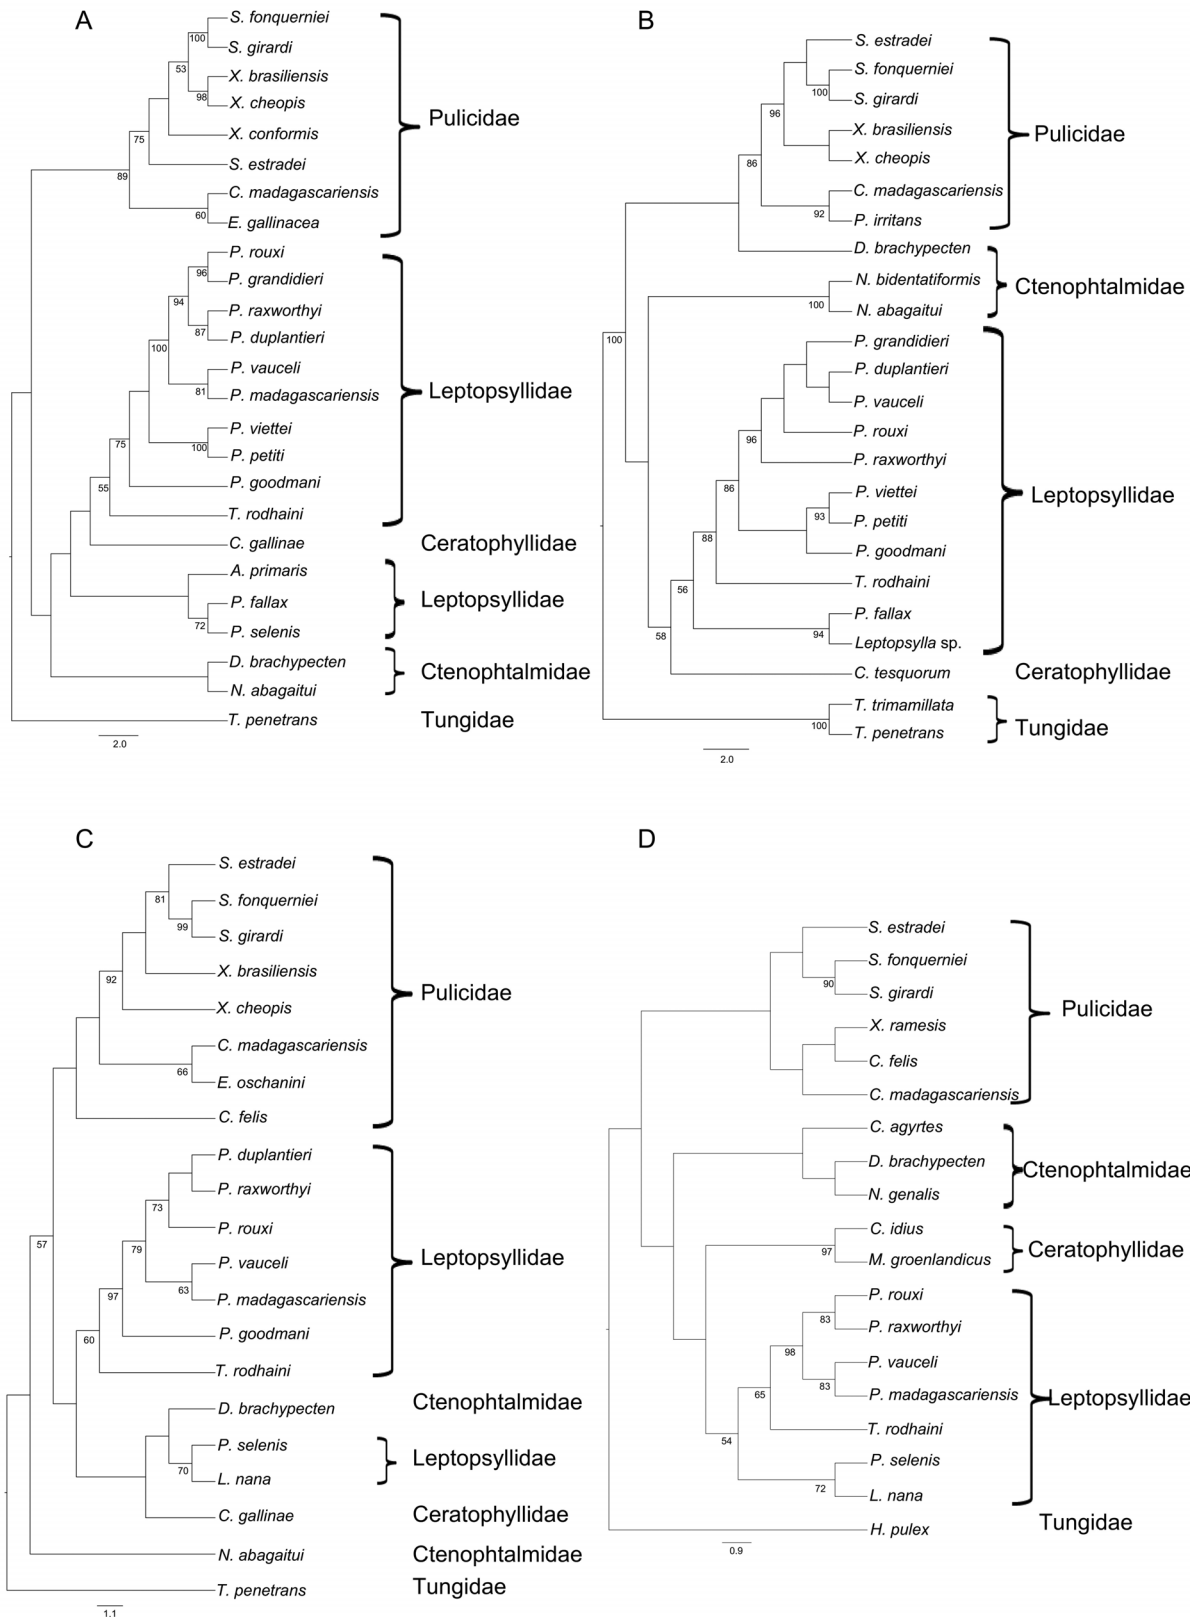 A
S. fonquerniei
100
S. girardi
53
X. brasiliensis
98
X. cheopis
Pulicidae
X. conformis
75
S. estradei
89
C. madagascariensis
60
E. gallinacea
P. rouxi
96
P. grandidieri
94
P. raxworthyi
87
P. duplantieri
100
P. vauceli
81
P. madagascariensis
Leptopsyllidae
P. viettei
75
100
P. petiti
P. goodmani
55
T. rodhaini
C. gallinae
Ceratophyllidae
A. primaris
P. fallax
Leptopsyllidae
72
P. selenis
D. brachypecten
Ctenophtalmidae
N. abagaitui
T. penetrans
Tungidae
2.0
B
S. estradei
S. fonquerniei
100
S. girardi
96
X. brasiliensis
Pulicidae
X. cheopis
86
C. madagascariensis
92
P. irritans
D. brachypecten
N. bidentatiformis
Ctenophtalmidae
100
N. abagaitui
100
P. grandidieri
P. duplantieri
P. vauceli
P. rouxi
96
P. raxworthyi
86
P. viettei
Leptopsyllidae
93
P. petiti
88
P. goodmani
T. rodhaini
56
P. fallax
58
94
Leptopsylla sp.
C. tesquorum
Ceratophyllidae
T. trimamillata
100
T. penetrans
Tungidae
2.0
C
S. estradei
81
S. fonquerniei
99
S. girardi
X. brasiliensis
92
Pulicidae
X. cheopis
C. madagascariensis
66
E. oschanini
C. felis
P. duplantieri
P. raxworthyi
73
P. rouxi
57
79
P. vauceli
Leptopsyllidae
63
97
P. madagascariensis
P. goodmani
60
T. rodhaini
D. brachypecten
Ctenophtalmidae
P. selenis
Leptopsyllidae
70
L. nana
C. gallinae
Ceratophyllidae
N. abagaitui
Ctenophtalmidae
T. penetrans
Tungidae
1.1
D
S. estradei
S. fonquerniei
90
S. girardi
Pulicidae
X. ramesis
C. felis
C. madagascariensis
C. agyrtes
D. brachypecten
Ctenophtalmidae
N. genalis
C. idius
97
Ceratophyllidae
M. groenlandicus
P. rouxi
83
P. raxworthyi
98
P. vauceli
83
65
P. madagascariensis
Leptopsyllidae
T. rodhaini
54
P. selenis
72
L. nana
H. pulex
Tungidae
0.9